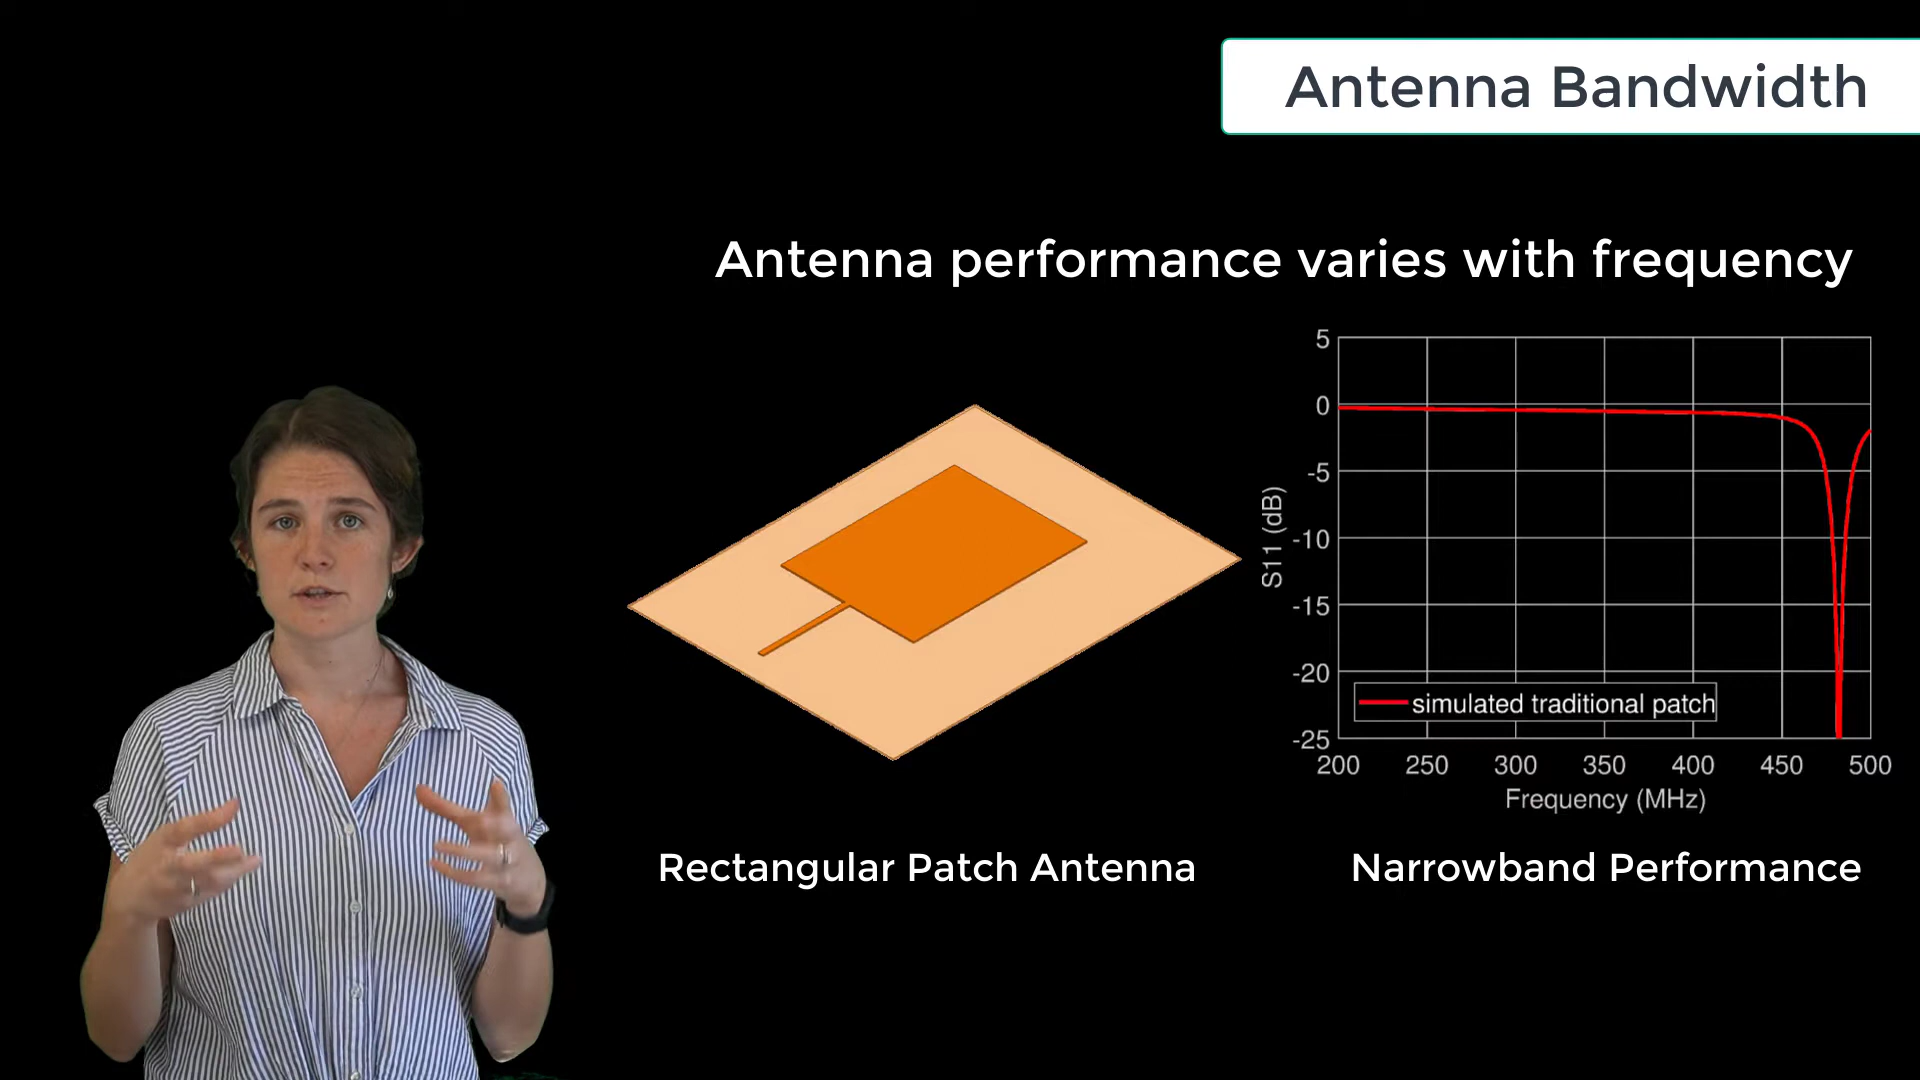 Antenna Bandwidth
Antenna performance varies with frequency
5
0
-5
-10
-15
-20
-25
S11 (dB)
simulated traditional patch
200 250 300 350 400 450 500
Frequency (MHz)
Rectangular Patch Antenna
Narrowband Performance